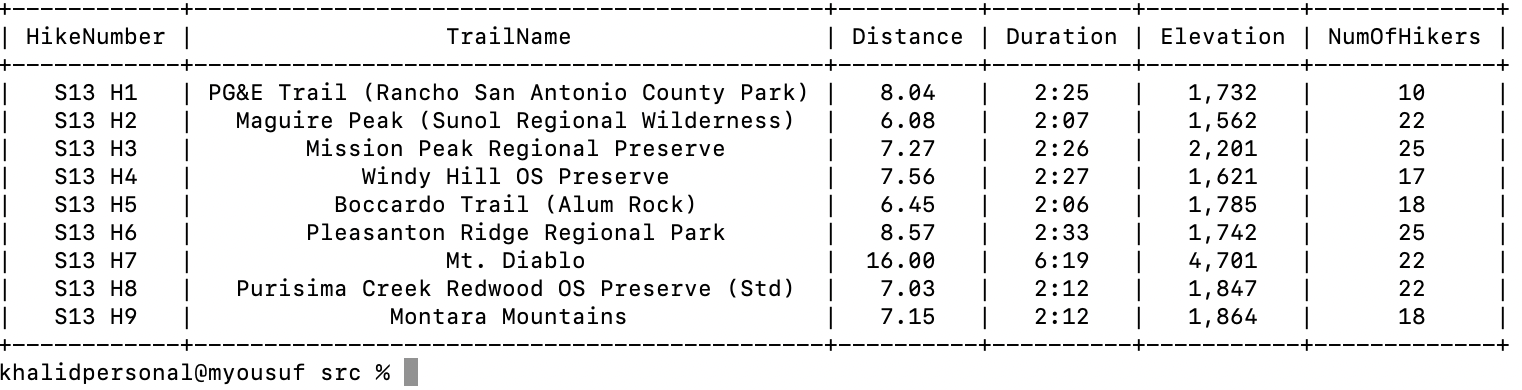 +------------+----------------------------------------------+----------+----------+-----------+-------------+
| HikeNumber |                  TrailName                   | Distance | Duration | Elevation | NumOfHikers |
+------------+----------------------------------------------+----------+----------+-----------+-------------+
|   S13 H1   | PG&E Trail (Rancho San Antonio County Park) |   8.04   |   2:25   |   1,732   |      10     |
|   S13 H2   |   Maguire Peak (Sunol Regional Wilderness)  |   6.08   |   2:07   |   1,562   |      22     |
|   S13 H3   |        Mission Peak Regional Preserve       |   7.27   |   2:26   |   2,201   |      25     |
|   S13 H4   |            Windy Hill OS Preserve           |   7.56   |   2:27   |   1,621   |      17     |
|   S13 H5   |          Boccardo Trail (Alum Rock)         |   6.45   |   2:06   |   1,785   |      18     |
|   S13 H6   |        Pleasanton Ridge Regional Park       |   8.57   |   2:33   |   1,742   |      25     |
|   S13 H7   |                  Mt. Diablo                 |  16.00   |   6:19   |   4,701   |      22     |
|   S13 H8   |   Purisima Creek Redwood OS Preserve (Std)  |   7.03   |   2:12   |   1,847   |      22     |
|   S13 H9   |              Montara Mountains              |   7.15   |   2:12   |   1,864   |      18     |
+------------+----------------------------------------------+----------+----------+-----------+-------------+
khalidpersonal@myousuf src %